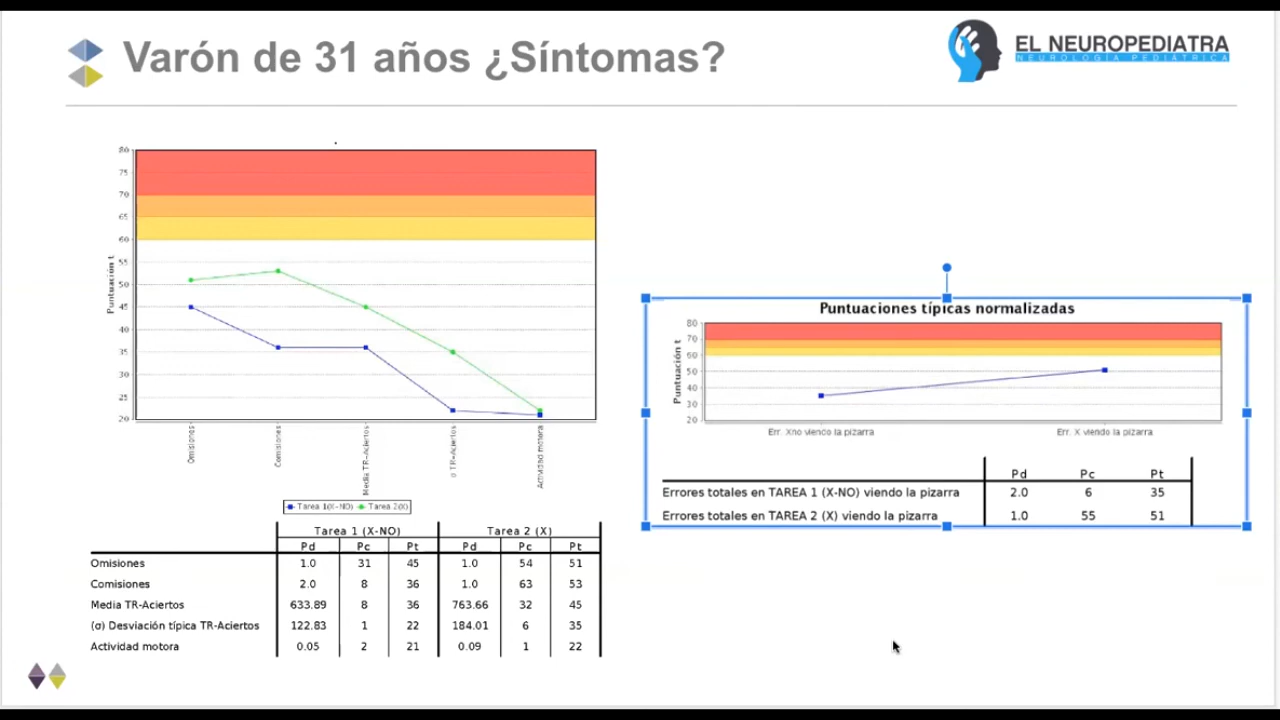 Varón de 31 años ¿Síntomas?
EL NEUROPEDIATRA
NEUROLOGÍA PEDIÁTRICA
80
75
70
65
60
55
50
45
40
35
30
25
20
Puntuación t
Omisiones
Comisiones
Media TR-Aciertos
σ TR-Aciertos
Actividad motora
Tarea 1(X-NO) Tarea 2(X)
Tarea 1 (X-NO) Tarea 2 (X)
Pd Pc Pt Pd Pc Pt
Omisiones 1.0 31 45 1.0 54 51
Comisiones 2.0 8 36 1.0 63 53
Media TR-Aciertos 633.89 8 36 763.66 32 45
(σ) Desviación típica TR-Aciertos 122.83 1 22 184.01 6 35
Actividad motora 0.05 2 21 0.09 1 22
Puntuaciones típicas normalizadas
80
70
60
50
40
30
20
Puntuación t
Err. Xno viendo la pizarra Err. X viendo la pizarra
Pd Pc Pt
Errores totales en TAREA 1 (X-NO) viendo la pizarra 2.0 6 35
Errores totales en TAREA 2 (X) viendo la pizarra 1.0 55 51